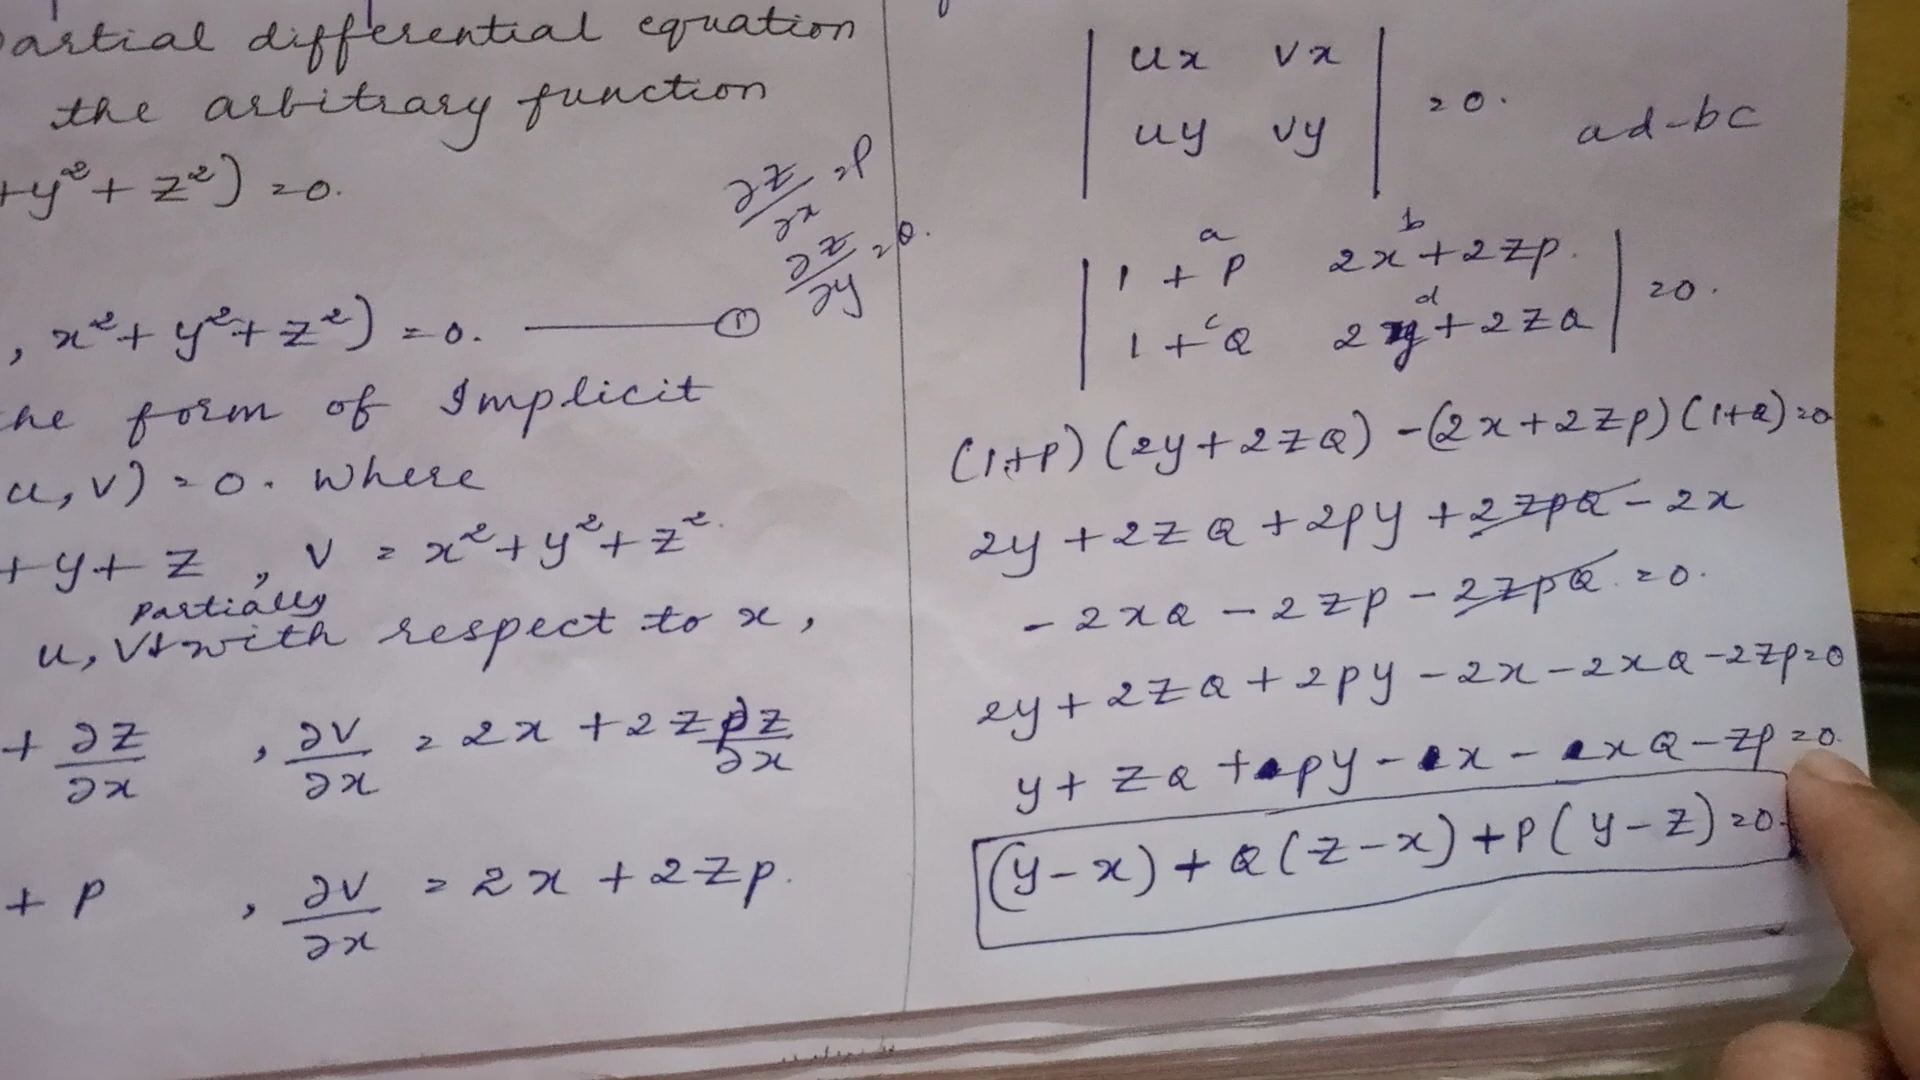 partial differential equation
the arbitrary function
+y²+ z²) =0.
∂z/∂x =P
∂z/∂y =Q.
, x²+ y²+ z²) =0. ——— ①
the form of Implicit
u, v) =0. where
+y+ z , v = x²+y²+z².
partially
u, v with respect to x,
+ ∂z/∂x , ∂v/∂x = 2x +2z ∂z/∂x
+ P , ∂v/∂x = 2x +2zp.
| ux vx |
| uy vy | =0. ad-bc
a b
| 1 + P 2x+2zp. |
c d
| 1 + Q 2y+2zQ | =0.
(1+P) (2y+2zQ) -(2x+2zp) (1+Q)=0
2y +2zQ +2py +2zpQ - 2x
- 2xQ - 2zp - 2zpQ. =0.
2y+2zQ+2py-2x-2xQ-2zp=0
y+ zQ +py- x- xQ-zp=0.
(y-x)+Q(z-x)+P(y-z)=0.